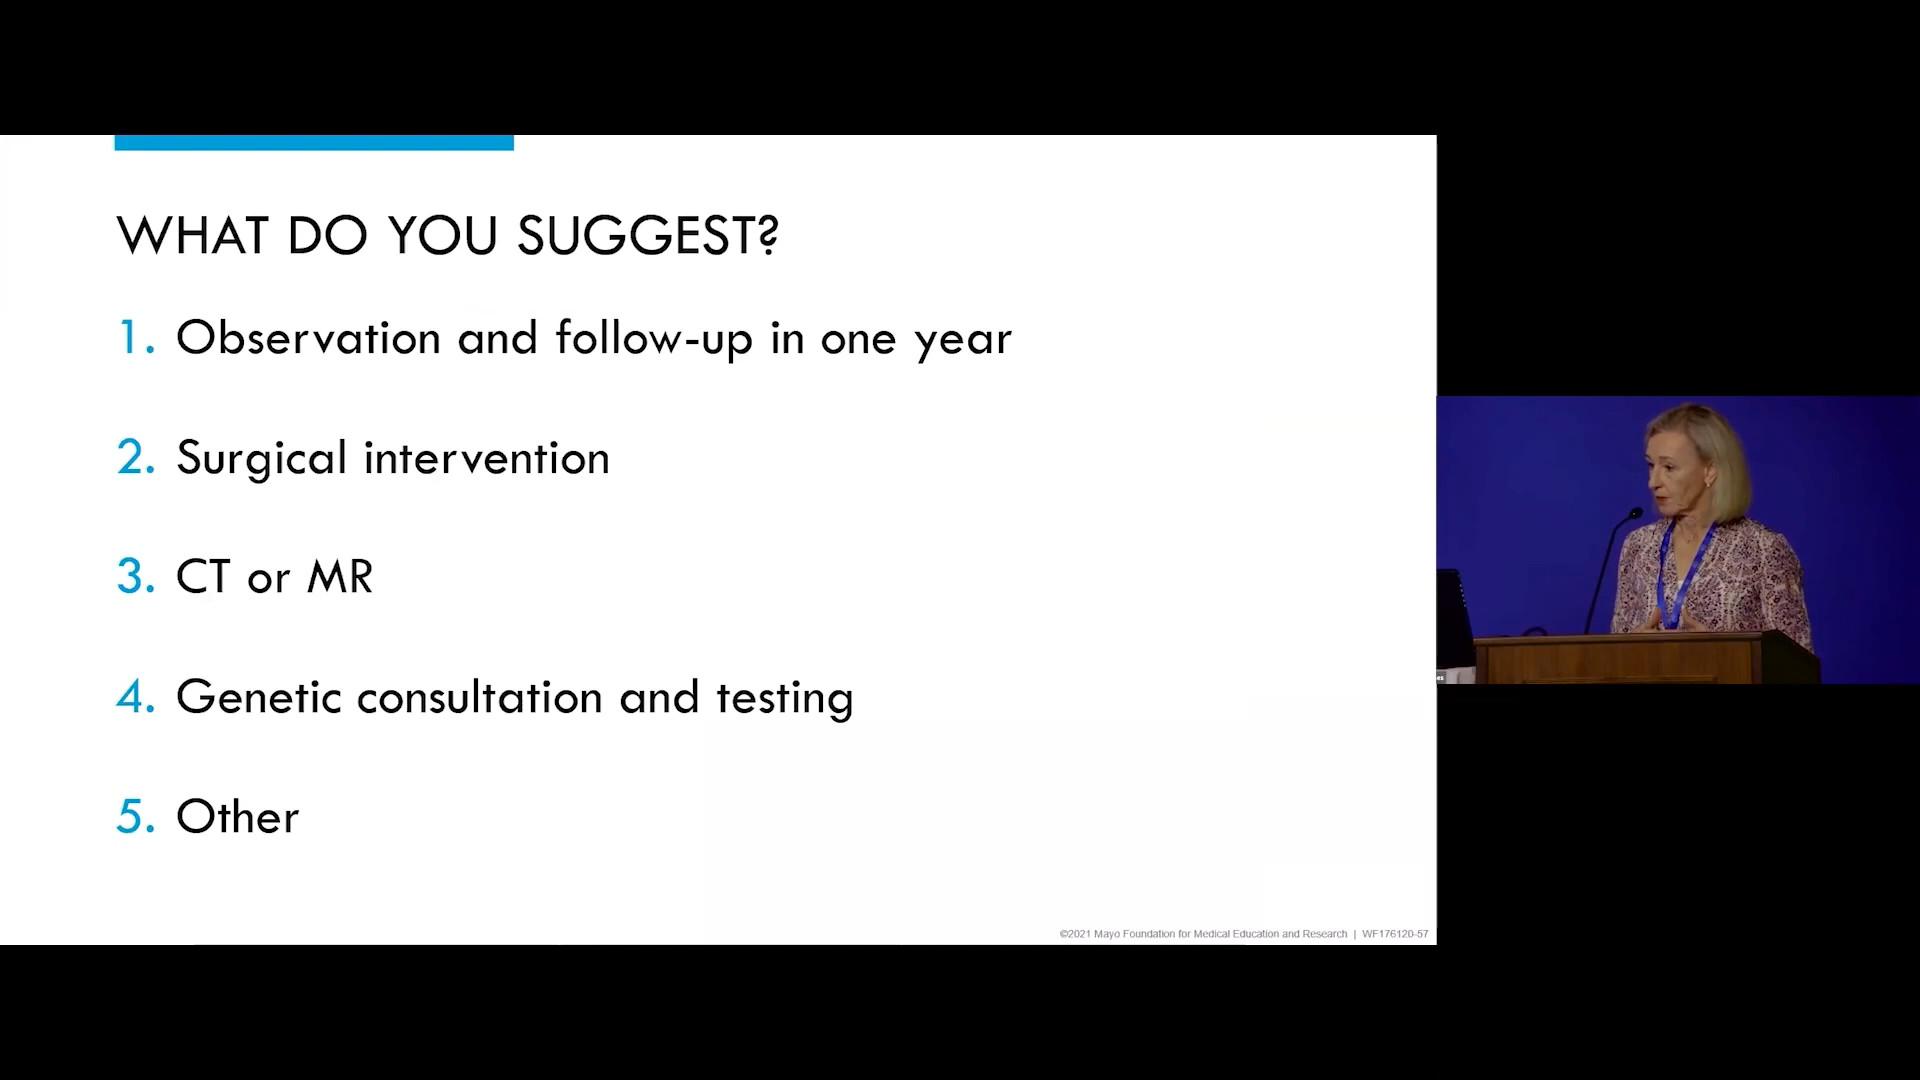 WHAT DO YOU SUGGEST?
1. Observation and follow-up in one year
2. Surgical intervention
3. CT or MR
4. Genetic consultation and testing
5. Other
©2021 Mayo Foundation for Medical Education and Research | WF176120-57